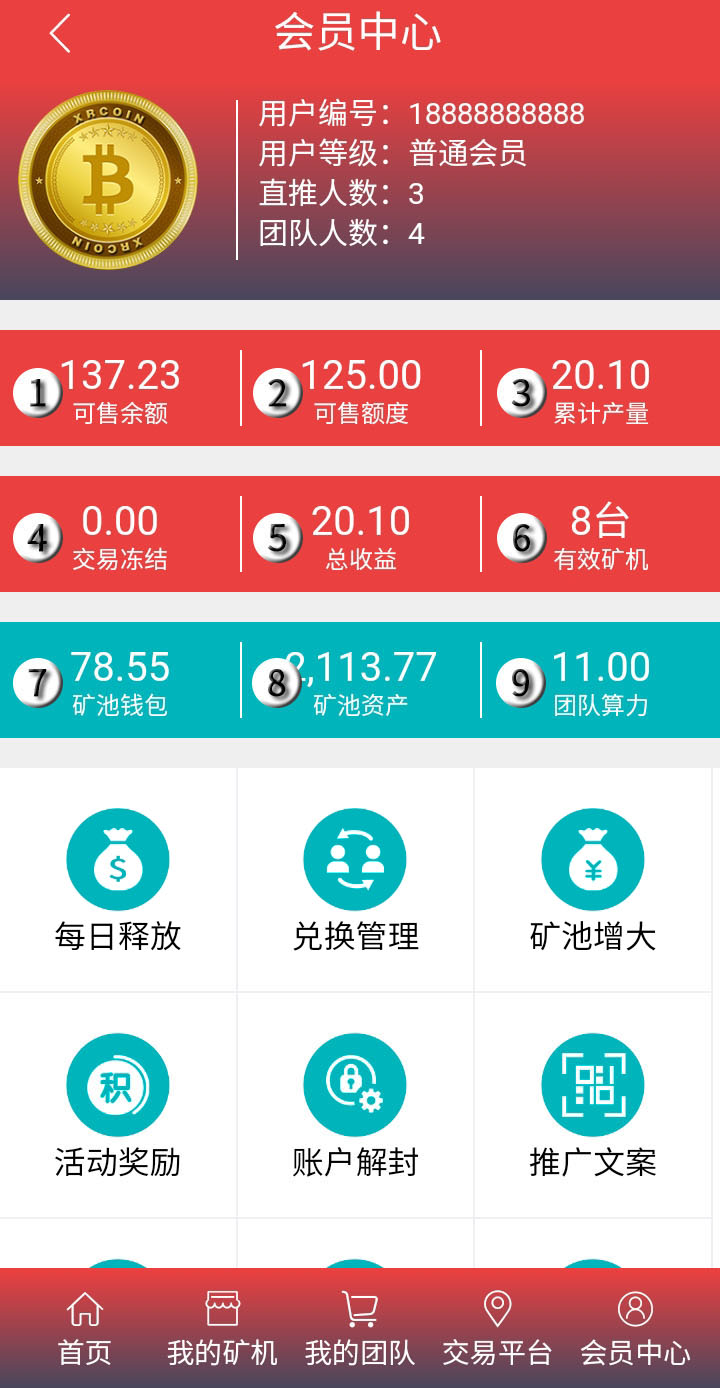 会员中心
XRCOIN
XRCOIN
用户编号：18888888888
用户等级：普通会员
直推人数：3
团队人数：4
1 137.23 2 125.00 3 20.10
可售余额 可售额度 累计产量
4 0.00 5 20.10 6 8台
交易冻结 总收益 有效矿机
7 78.55 8 2,113.77 9 11.00
矿池钱包 矿池资产 团队算力
$ ¥
每日释放 兑换管理 矿池增大
积
活动奖励 账户解封 推广文案
首页 我的矿机 我的团队 交易平台 会员中心